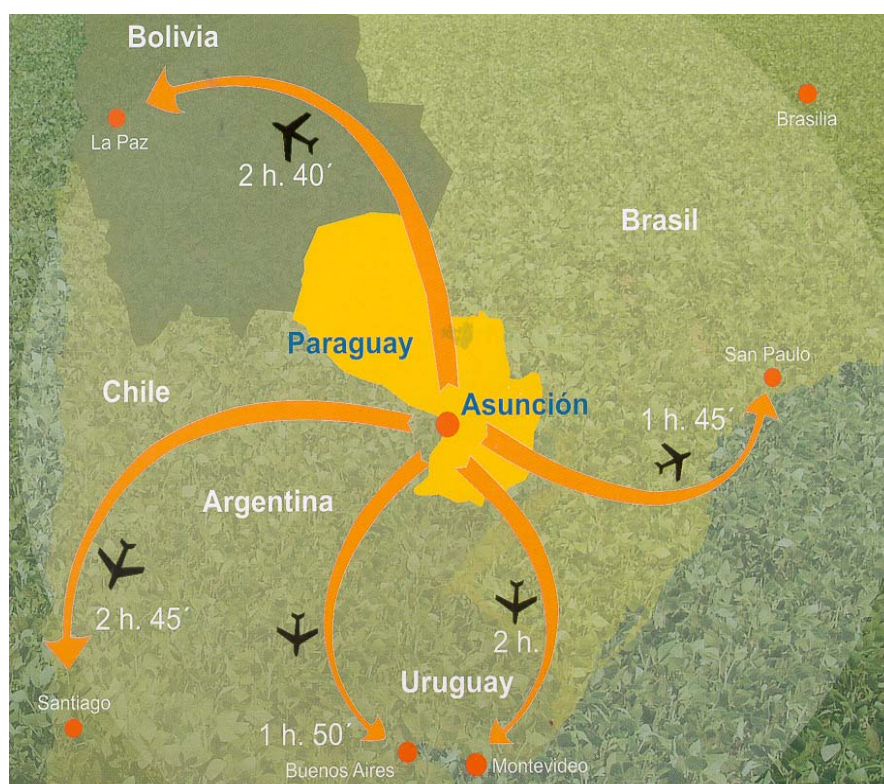 Bolivia
La Paz
2 h. 40´
Brasilia
Brasil
Paraguay
San Paulo
Chile
Asunción
1 h. 45´
Argentina
2 h. 45´
2 h.
Uruguay
Santiago
1 h. 50´
Buenos Aires
Montevideo